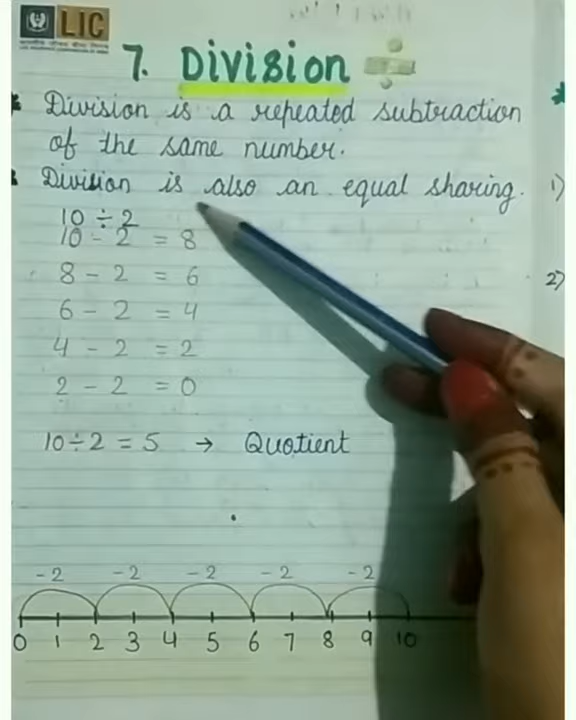 LIC
7. Division ÷
Division is a repeated subtraction
of the same number.
Division is also an equal sharing.
1)
10 ÷ 2
10 - 2 = 8
8 - 2 = 6
2)
6 - 2 = 4
4 - 2 = 2
2 - 2 = 0
10÷2 = 5 → Quotient
-2 -2 -2 -2 -2
0 1 2 3 4 5 6 7 8 9 10